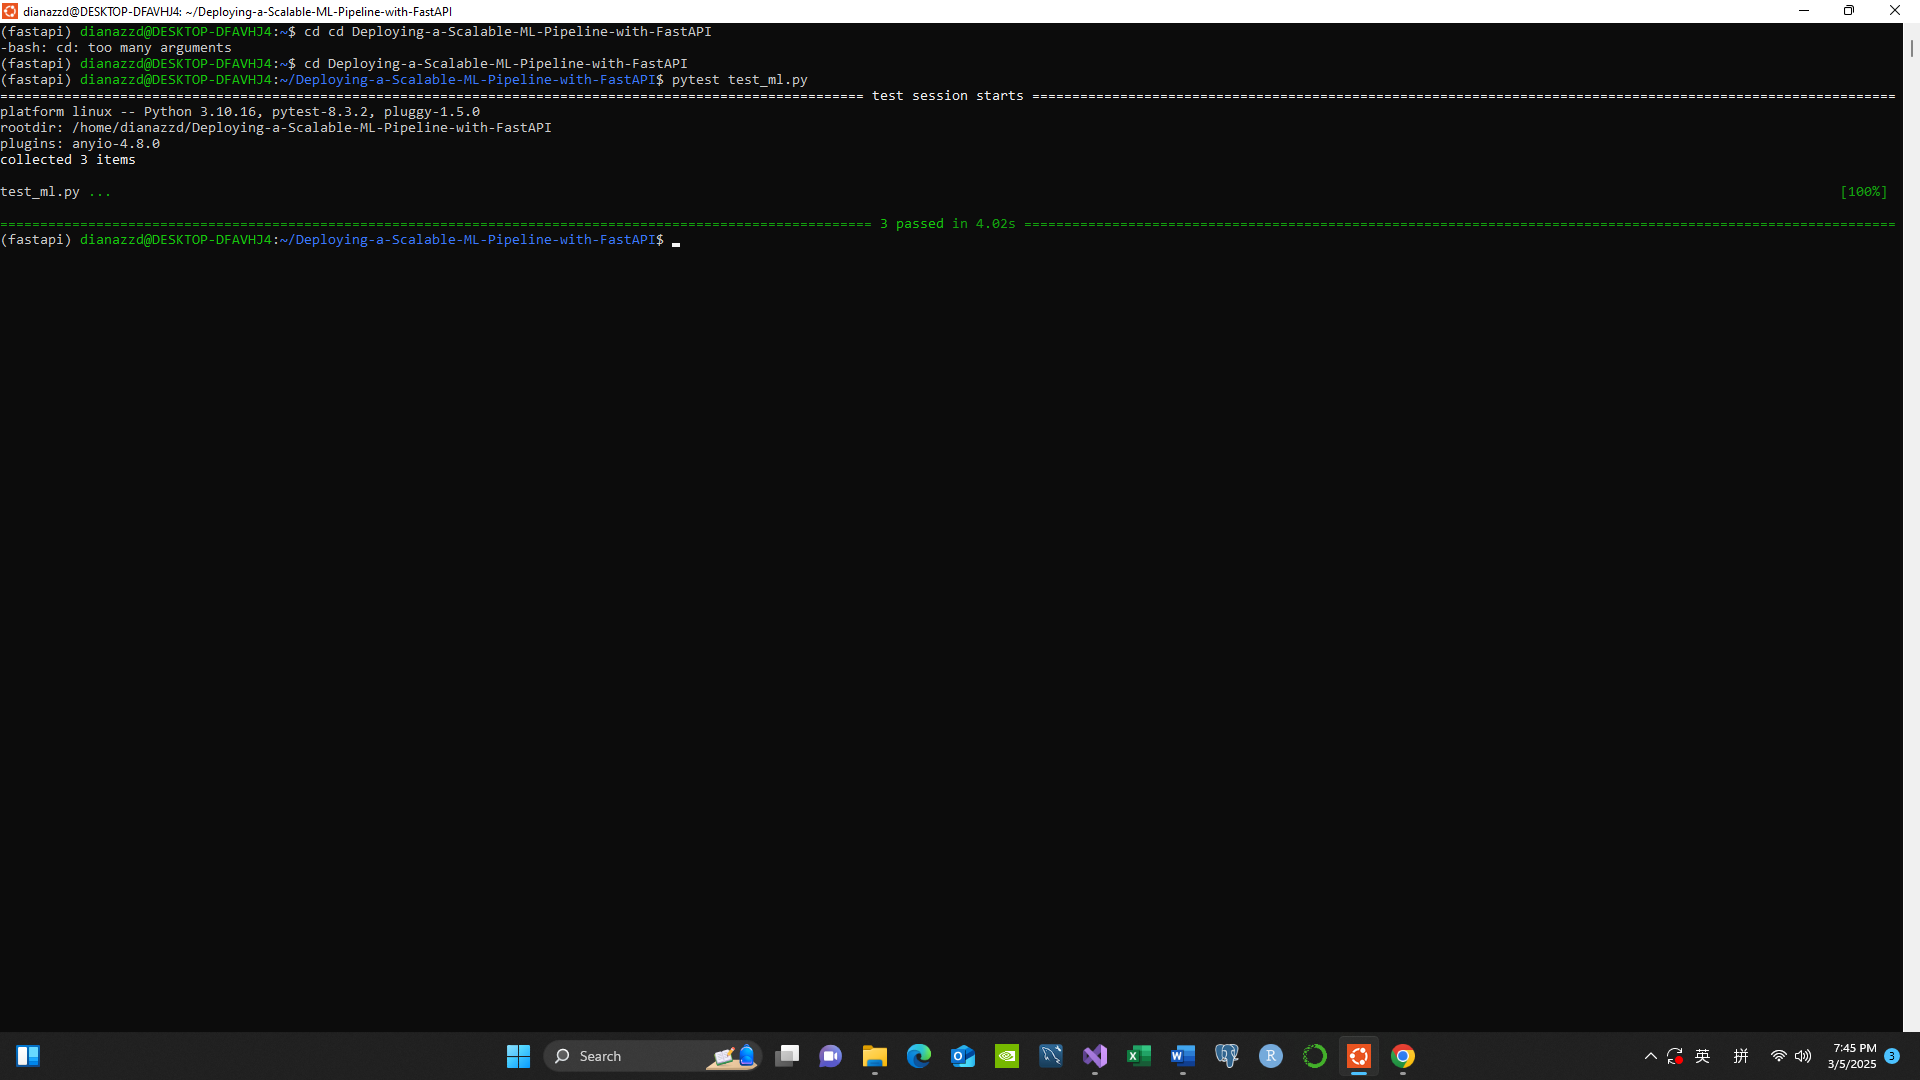 dianazzd@DESKTOP-DFAVHJ4: ~/Deploying-a-Scalable-ML-Pipeline-with-FastAPI
(fastapi) dianazzd@DESKTOP-DFAVHJ4:~$ cd cd Deploying-a-Scalable-ML-Pipeline-with-FastAPI
-bash: cd: too many arguments
(fastapi) dianazzd@DESKTOP-DFAVHJ4:~$ cd Deploying-a-Scalable-ML-Pipeline-with-FastAPI
(fastapi) dianazzd@DESKTOP-DFAVHJ4:~/Deploying-a-Scalable-ML-Pipeline-with-FastAPI$ pytest test_ml.py
============================================================================================================ test session starts ============================================================================================================
platform linux -- Python 3.10.16, pytest-8.3.2, pluggy-1.5.0
rootdir: /home/dianazzd/Deploying-a-Scalable-ML-Pipeline-with-FastAPI
plugins: anyio-4.8.0
collected 3 items
test_ml.py ... [100%]
============================================================================================================= 3 passed in 4.02s =============================================================================================================
(fastapi) dianazzd@DESKTOP-DFAVHJ4:~/Deploying-a-Scalable-ML-Pipeline-with-FastAPI$
Search
英
拼
7:45 PM
3/5/2025
3